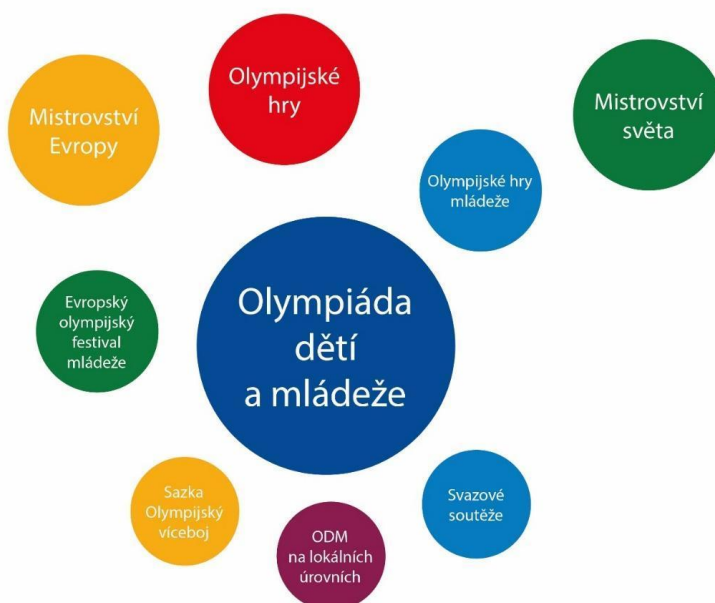 Olympijské
hry
Mistrovství
Evropy
Mistrovství
světa
Olympijské hry
mládeže
Evropský
olympijský
festival
mládeže
Olympiáda
dětí
a mládeže
Sazka
Olympijský
víceboj
Svazové
soutěže
ODM
na lokálních
úrovních